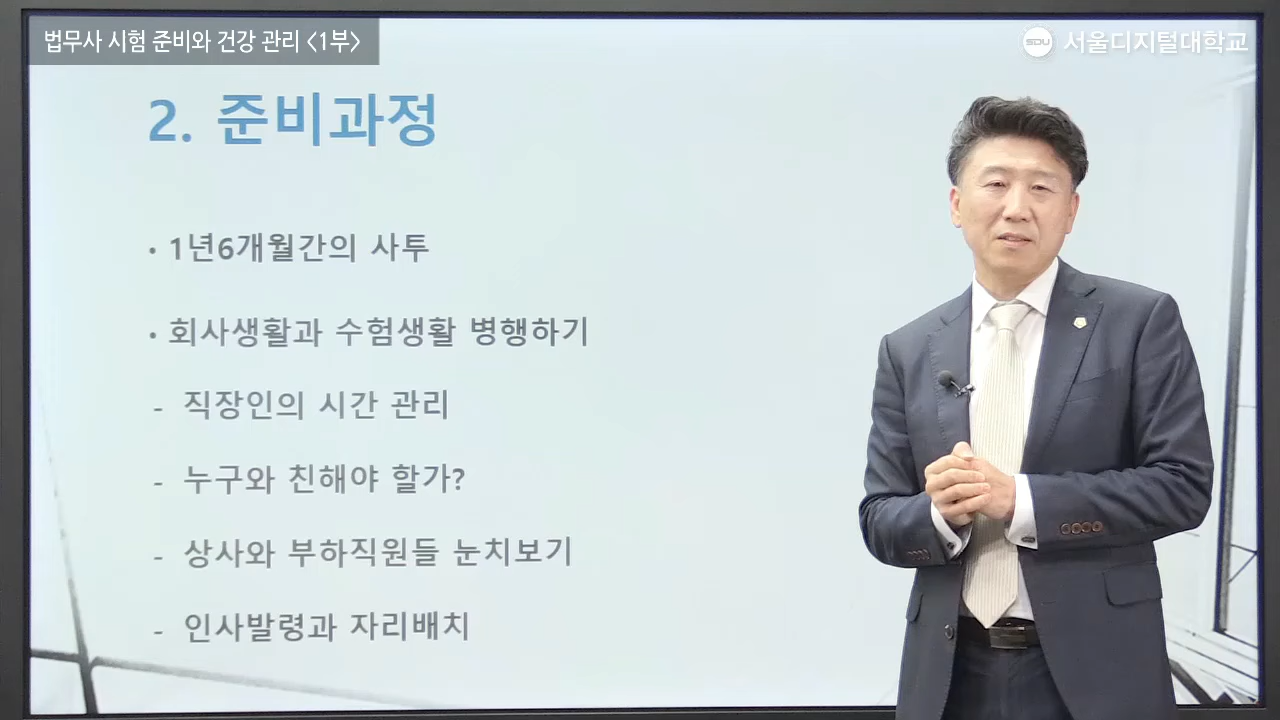 법무사 시험 준비와 건강 관리 <1부>
SDU 서울디지털대학교
2. 준비과정
· 1년6개월간의 사투
· 회사생활과 수험생활 병행하기
- 직장인의 시간 관리
- 누구와 친해야 할가?
- 상사와 부하직원들 눈치보기
- 인사발령과 자리배치